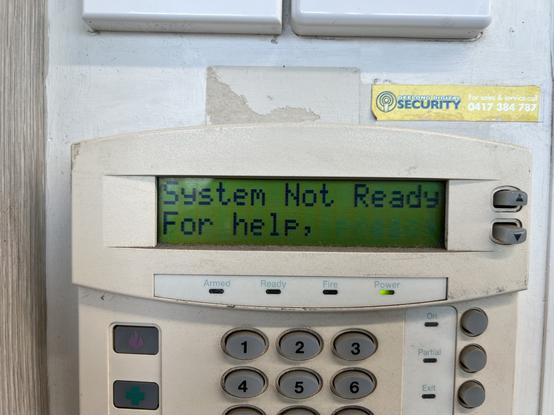 SECURITY
For sales & service call
0417 384 787
System Not Ready
For help,
Armed
Ready
Fire
Power
On
Partial
Exit
1
2
3
4
5
6